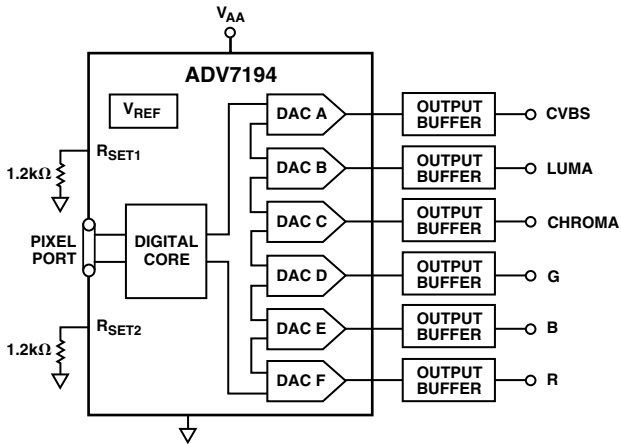 VAA
ADV7194
VREF
RSET1
1.2kΩ
PIXEL
PORT
DIGITAL
CORE
RSET2
1.2kΩ
DAC A
OUTPUT
BUFFER
CVBS
DAC B
OUTPUT
BUFFER
LUMA
DAC C
OUTPUT
BUFFER
CHROMA
DAC D
OUTPUT
BUFFER
G
DAC E
OUTPUT
BUFFER
B
DAC F
OUTPUT
BUFFER
R